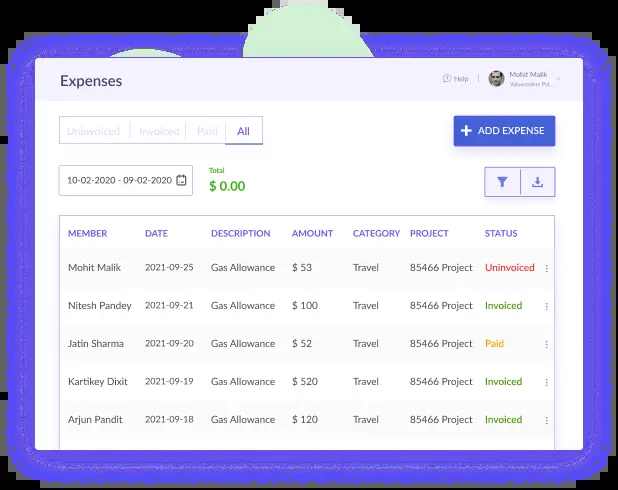 Expenses
Help
Mohit Malik
Valuecoders Pvt...
Uninvoiced Invoiced Paid All
ADD EXPENSE
10-02-2020 - 09-02-2020
Total
$ 0.00
MEMBER DATE DESCRIPTION AMOUNT CATEGORY PROJECT STATUS
Mohit Malik 2021-09-25 Gas Allowance $ 53 Travel 85466 Project Uninvoiced
Nitesh Pandey 2021-09-21 Gas Allowance $ 100 Travel 85466 Project Invoiced
Jatin Sharma 2021-09-20 Gas Allowance $ 52 Travel 85466 Project Paid
Kartikey Dixit 2021-09-19 Gas Allowance $ 520 Travel 85466 Project Invoiced
Arjun Pandit 2021-09-18 Gas Allowance $ 120 Travel 85466 Project Invoiced